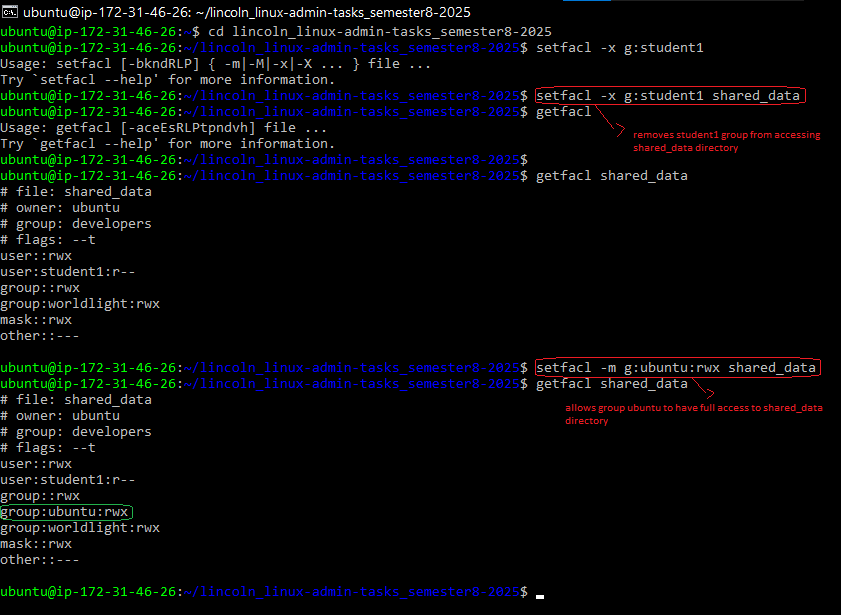 ubuntu@ip-172-31-46-26: ~/lincoln_linux-admin-tasks_semester8-2025
ubuntu@ip-172-31-46-26:~$ cd lincoln_linux-admin-tasks_semester8-2025
ubuntu@ip-172-31-46-26:~/lincoln_linux-admin-tasks_semester8-2025$ setfacl -x g:student1
Usage: setfacl [-bkndRLP] { -m|-M|-x|-X ... } file ...
Try `setfacl --help' for more information.
ubuntu@ip-172-31-46-26:~/lincoln_linux-admin-tasks_semester8-2025$ setfacl -x g:student1 shared_data
ubuntu@ip-172-31-46-26:~/lincoln_linux-admin-tasks_semester8-2025$ getfacl
Usage: getfacl [-aceEsRLPtpndvh] file ...
removes student1 group from accessing
shared_data directory
Try `getfacl --help' for more information.
ubuntu@ip-172-31-46-26:~/lincoln_linux-admin-tasks_semester8-2025$
ubuntu@ip-172-31-46-26:~/lincoln_linux-admin-tasks_semester8-2025$ getfacl shared_data
# file: shared_data
# owner: ubuntu
# group: developers
# flags: --t
user::rwx
user:student1:r--
group::rwx
group:worldlight:rwx
mask::rwx
other::---
ubuntu@ip-172-31-46-26:~/lincoln_linux-admin-tasks_semester8-2025$ setfacl -m g:ubuntu:rwx shared_data
ubuntu@ip-172-31-46-26:~/lincoln_linux-admin-tasks_semester8-2025$ getfacl shared_data
# file: shared_data
allows group ubuntu to have full access to shared_data
directory
# owner: ubuntu
# group: developers
# flags: --t
user::rwx
user:student1:r--
group::rwx
group:ubuntu:rwx
group:worldlight:rwx
mask::rwx
other::---
ubuntu@ip-172-31-46-26:~/lincoln_linux-admin-tasks_semester8-2025$